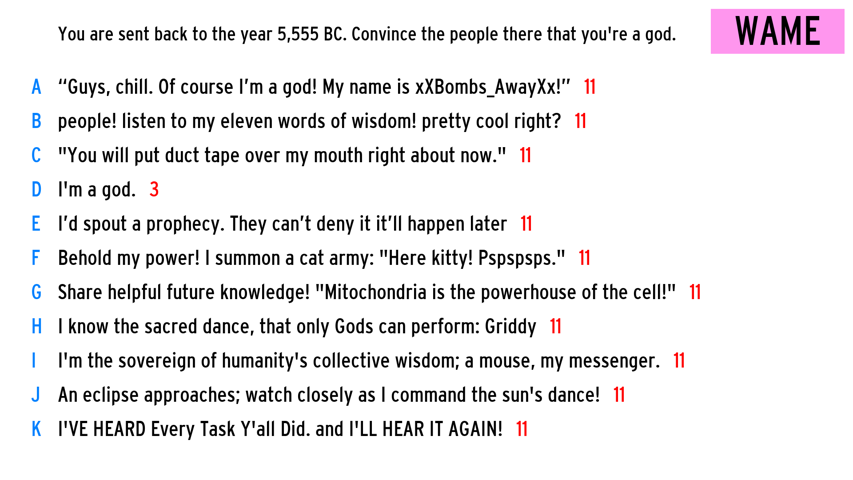 You are sent back to the year 5,555 BC. Convince the people there that you're a god.
WAME
A “Guys, chill. Of course I’m a god! My name is xXBombs_AwayXx!” 11
B people! listen to my eleven words of wisdom! pretty cool right? 11
C "You will put duct tape over my mouth right about now." 11
D I'm a god. 3
E I’d spout a prophecy. They can’t deny it it’ll happen later 11
F Behold my power! I summon a cat army: "Here kitty! Pspspsps." 11
G Share helpful future knowledge! "Mitochondria is the powerhouse of the cell!" 11
H I know the sacred dance, that only Gods can perform: Griddy 11
I I'm the sovereign of humanity's collective wisdom; a mouse, my messenger. 11
J An eclipse approaches; watch closely as I command the sun's dance! 11
K I'VE HEARD Every Task Y'all Did. and I'LL HEAR IT AGAIN! 11